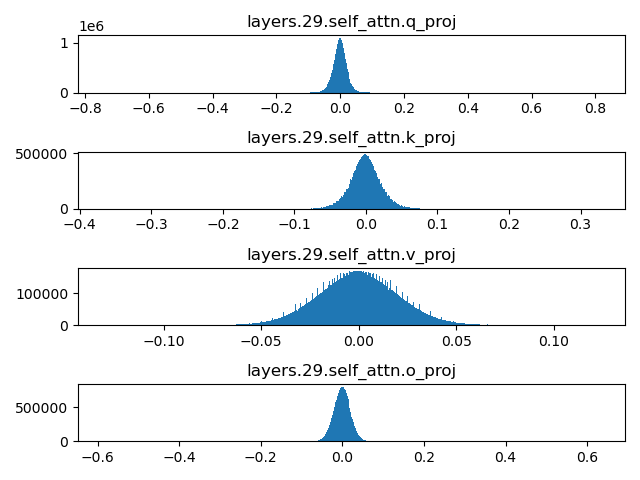 layers.29.self_attn.q_proj
1e6
1
0
−0.8 −0.6 −0.4 −0.2 0.0 0.2 0.4 0.6 0.8
layers.29.self_attn.k_proj
500000
0
−0.4 −0.3 −0.2 −0.1 0.0 0.1 0.2 0.3
layers.29.self_attn.v_proj
100000
0
−0.10 −0.05 0.00 0.05 0.10
layers.29.self_attn.o_proj
500000
0
−0.6 −0.4 −0.2 0.0 0.2 0.4 0.6